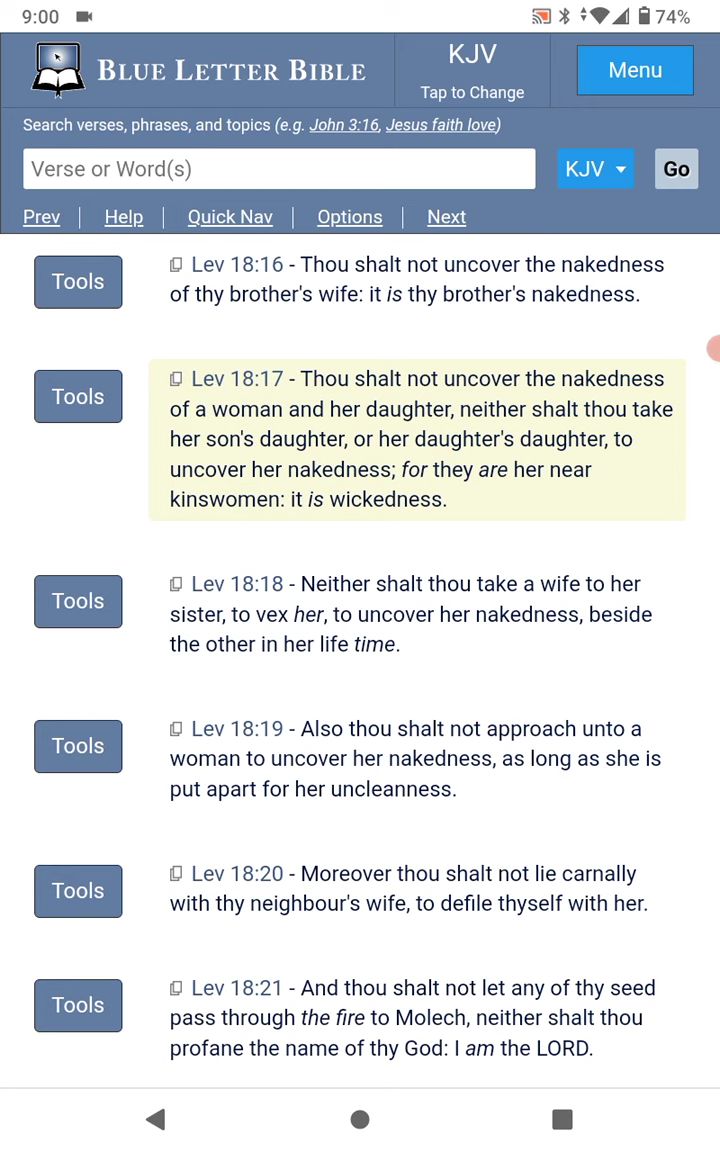 9:00
74%
BLUE LETTER BIBLE
KJV
Tap to Change
Menu
Search verses, phrases, and topics (e.g. John 3:16, Jesus faith love)
Verse or Word(s)
KJV
Go
Prev | Help | Quick Nav | Options | Next
Tools
Lev 18:16 - Thou shalt not uncover the nakedness
of thy brother's wife: it is thy brother's nakedness.
Tools
Lev 18:17 - Thou shalt not uncover the nakedness
of a woman and her daughter, neither shalt thou take
her son's daughter, or her daughter's daughter, to
uncover her nakedness; for they are her near
kinswomen: it is wickedness.
Tools
Lev 18:18 - Neither shalt thou take a wife to her
sister, to vex her, to uncover her nakedness, beside
the other in her life time.
Tools
Lev 18:19 - Also thou shalt not approach unto a
woman to uncover her nakedness, as long as she is
put apart for her uncleanness.
Tools
Lev 18:20 - Moreover thou shalt not lie carnally
with thy neighbour's wife, to defile thyself with her.
Tools
Lev 18:21 - And thou shalt not let any of thy seed
pass through the fire to Molech, neither shalt thou
profane the name of thy God: I am the LORD.